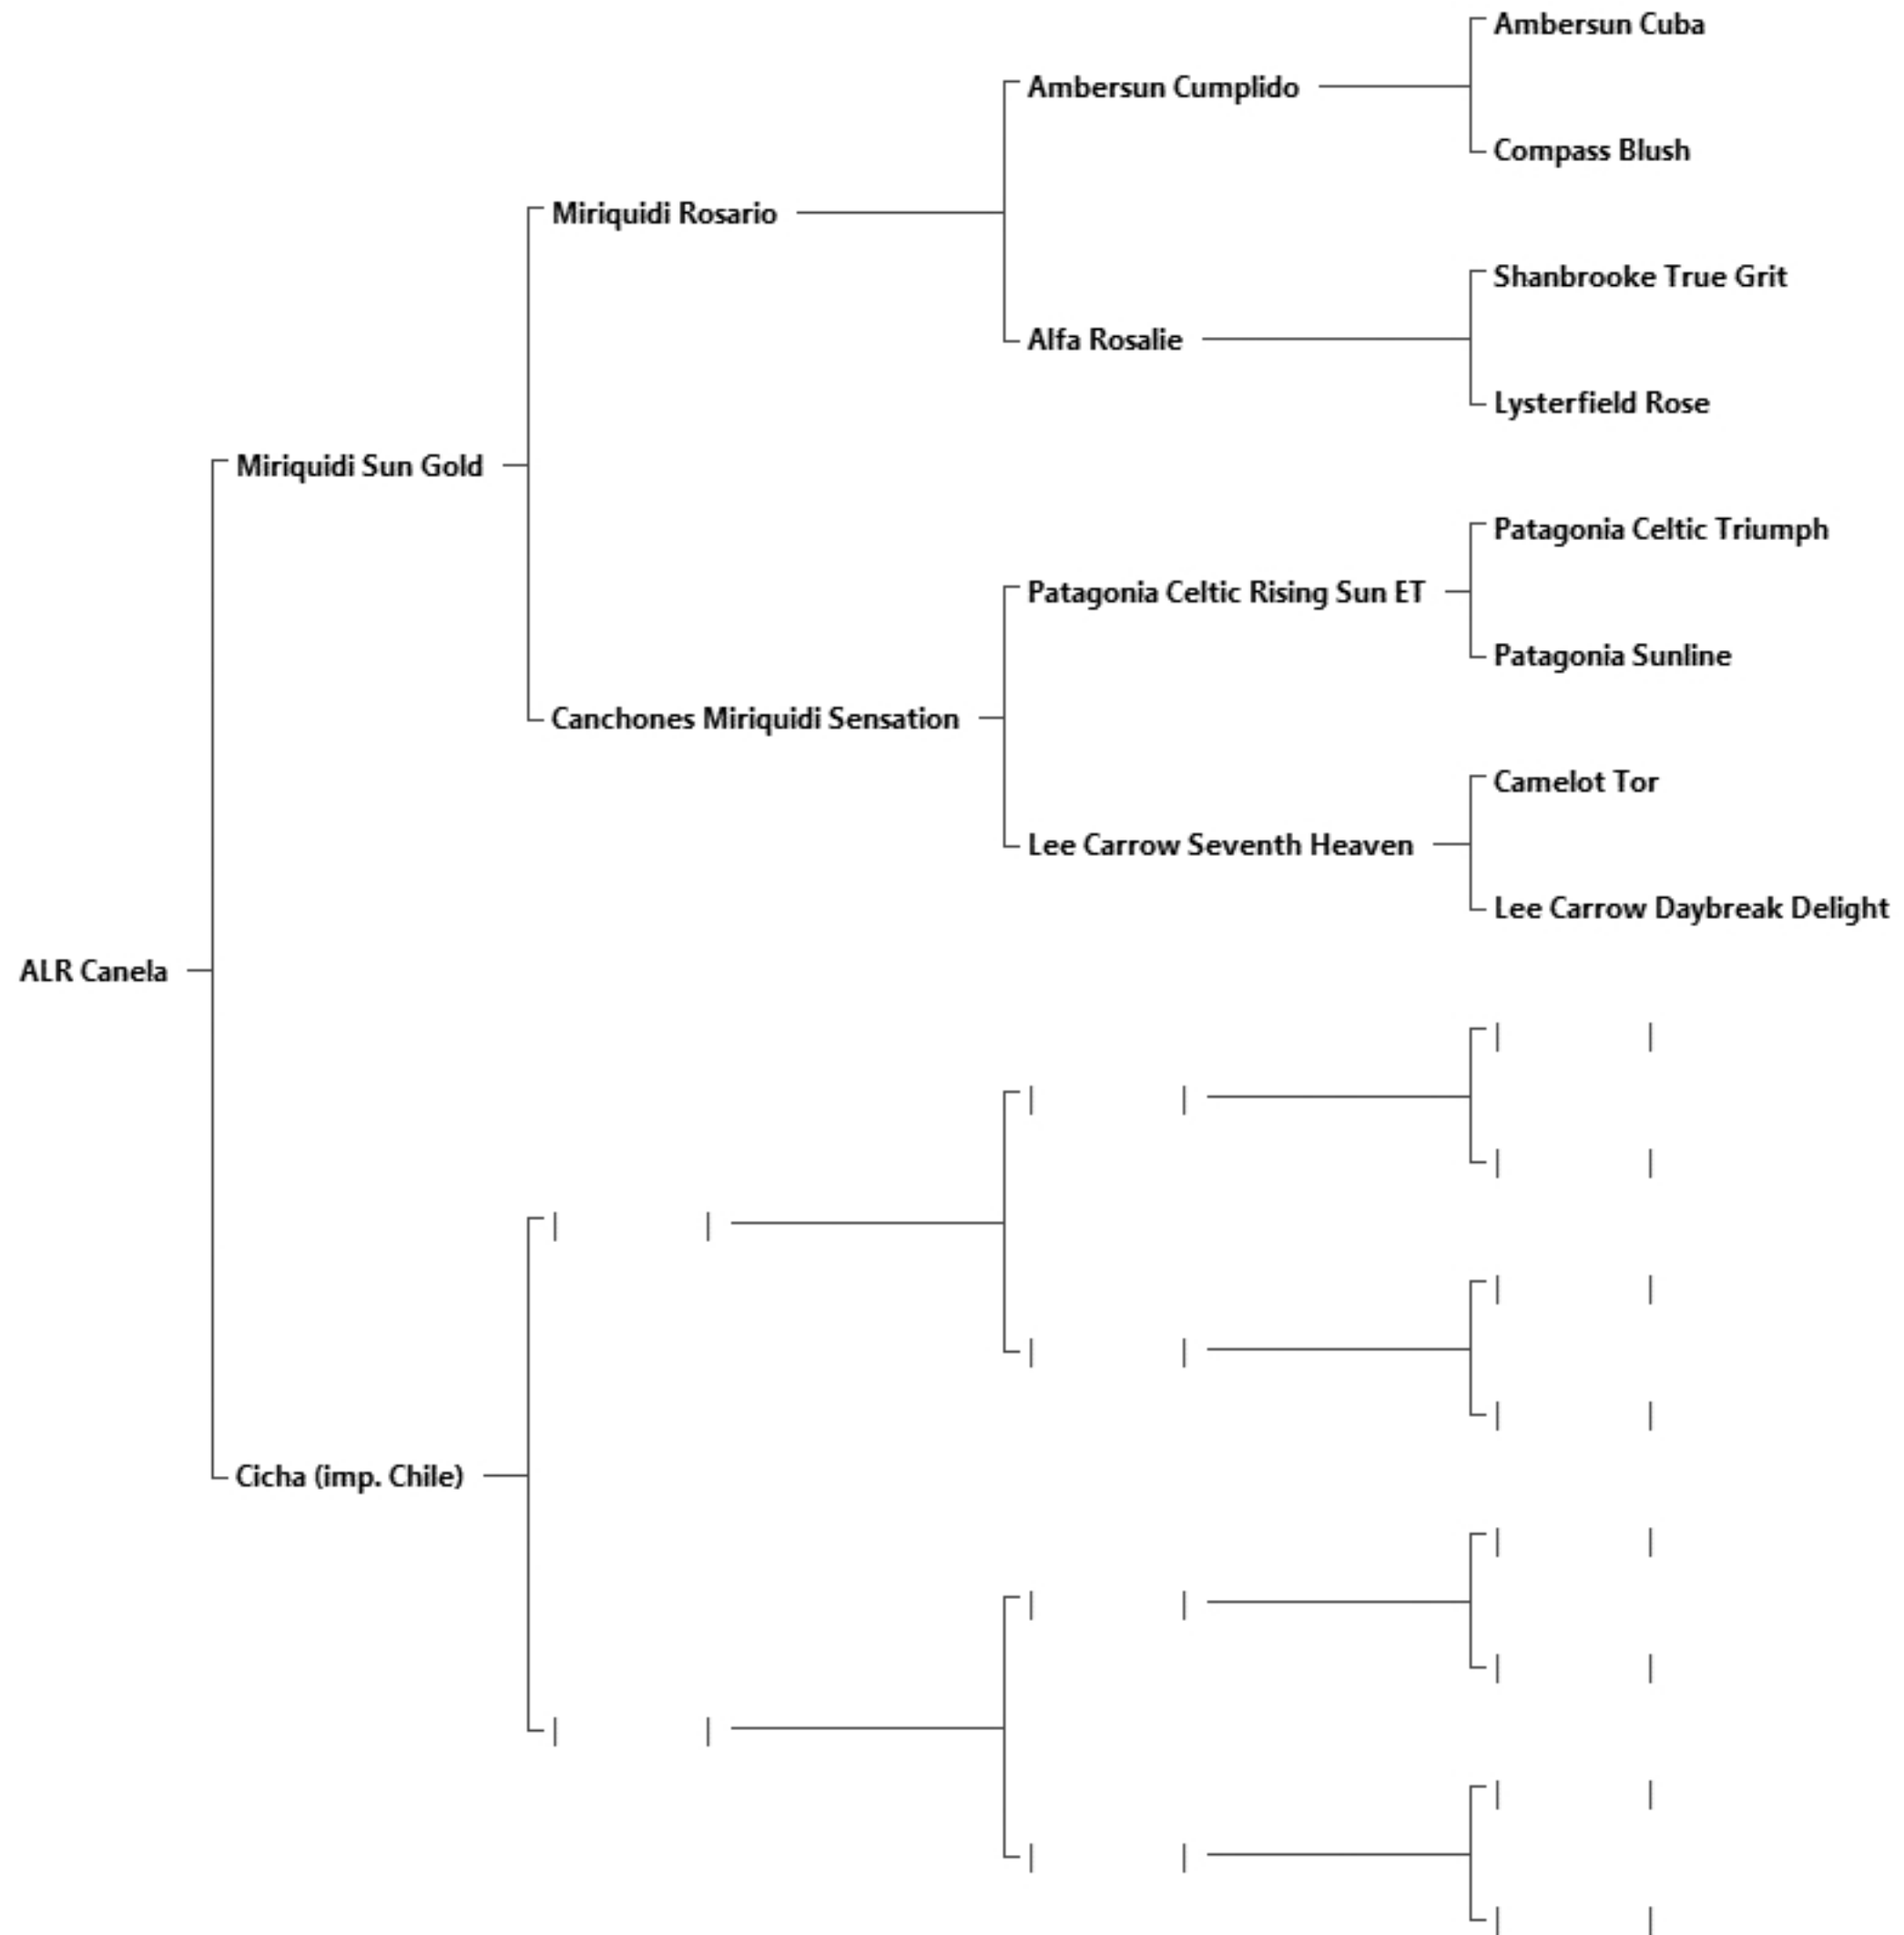 Ambersun Cuba
Ambersun Cumplido
Compass Blush
Miriquidi Rosario
Shanbrooke True Grit
Alfa Rosalie
Lysterfield Rose
Miriquidi Sun Gold
Patagonia Celtic Triumph
Patagonia Celtic Rising Sun ET
Patagonia Sunline
Canchones Miriquidi Sensation
Camelot Tor
Lee Carrow Seventh Heaven
Lee Carrow Daybreak Delight
ALR Canela
Cicha (imp. Chile)